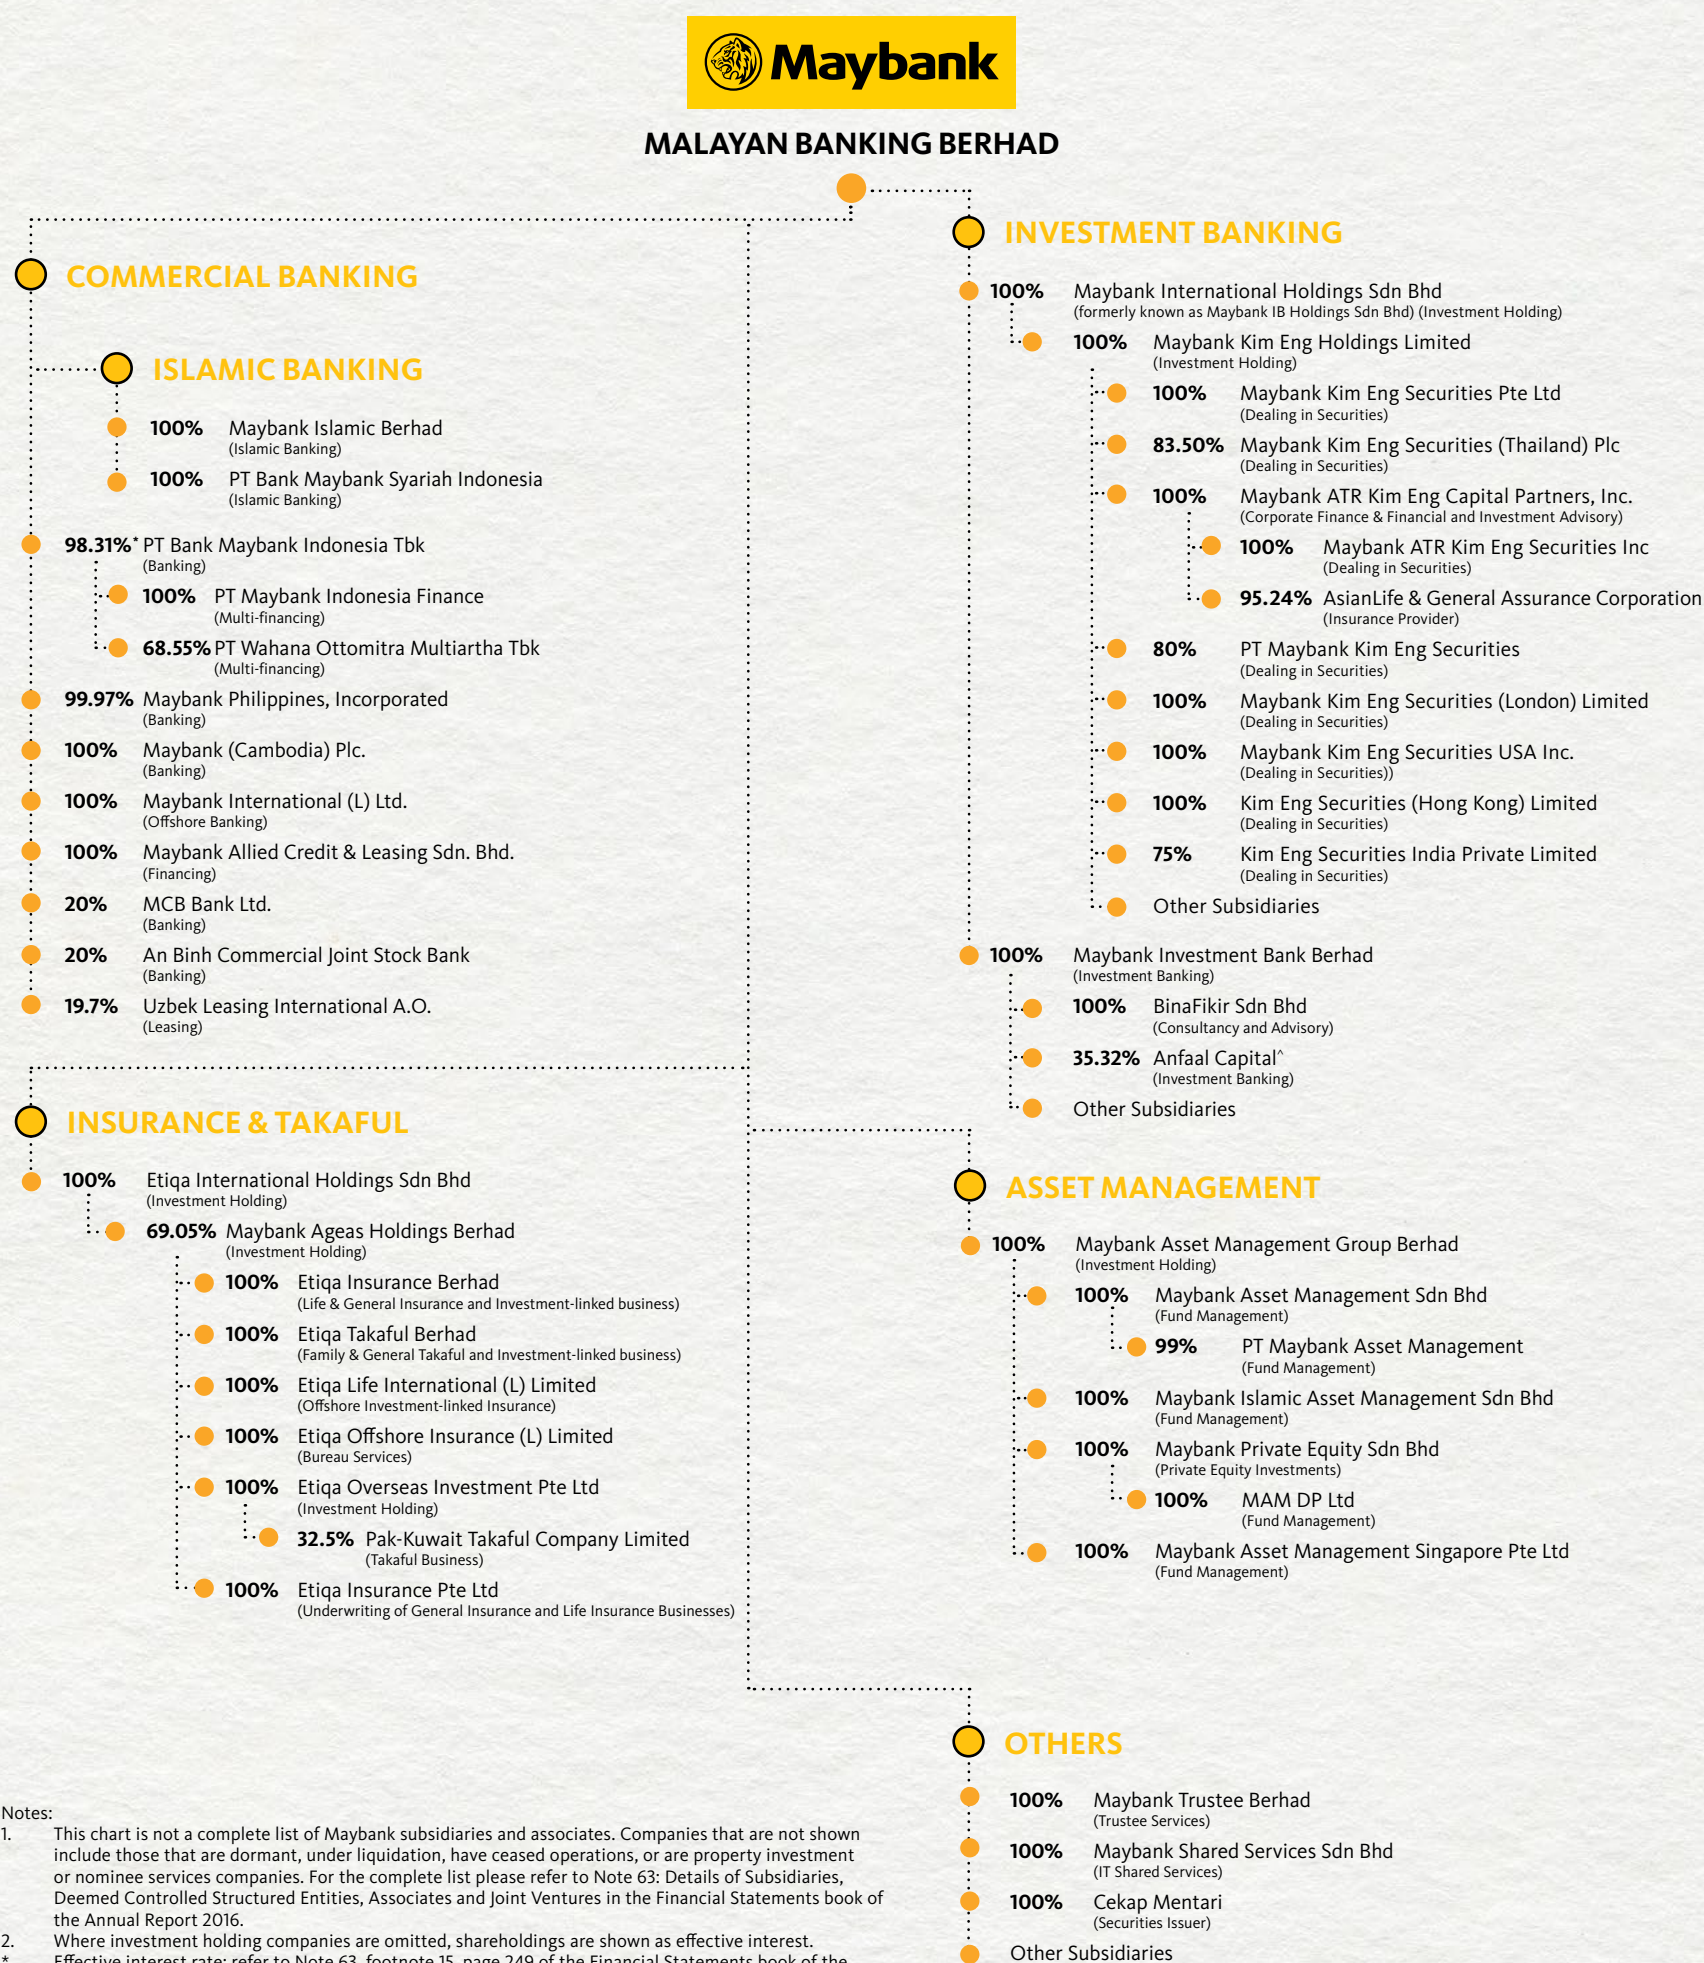 Maybank
MALAYAN BANKING BERHAD
COMMERCIAL BANKING
ISLAMIC BANKING
100% Maybank Islamic Berhad
(Islamic Banking)
100% PT Bank Maybank Syariah Indonesia
(Islamic Banking)
98.31%* PT Bank Maybank Indonesia Tbk
(Banking)
100% PT Maybank Indonesia Finance
(Multi-financing)
68.55% PT Wahana Ottomitra Multiartha Tbk
(Multi-financing)
99.97% Maybank Philippines, Incorporated
(Banking)
100% Maybank (Cambodia) Plc.
(Banking)
100% Maybank International (L) Ltd.
(Offshore Banking)
100% Maybank Allied Credit & Leasing Sdn. Bhd.
(Financing)
20% MCB Bank Ltd.
(Banking)
20% An Binh Commercial Joint Stock Bank
(Banking)
19.7% Uzbek Leasing International A.O.
(Leasing)
INSURANCE & TAKAFUL
100% Etiqa International Holdings Sdn Bhd
(Investment Holding)
69.05% Maybank Ageas Holdings Berhad
(Investment Holding)
100% Etiqa Insurance Berhad
(Life & General Insurance and Investment-linked business)
100% Etiqa Takaful Berhad
(Family & General Takaful and Investment-linked business)
100% Etiqa Life International (L) Limited
(Offshore Investment-linked Insurance)
100% Etiqa Offshore Insurance (L) Limited
(Bureau Services)
100% Etiqa Overseas Investment Pte Ltd
(Investment Holding)
32.5% Pak-Kuwait Takaful Company Limited
(Takaful Business)
100% Etiqa Insurance Pte Ltd
(Underwriting of General Insurance and Life Insurance Businesses)
INVESTMENT BANKING
100% Maybank International Holdings Sdn Bhd
(formerly known as Maybank IB Holdings Sdn Bhd) (Investment Holding)
100% Maybank Kim Eng Holdings Limited
(Investment Holding)
100% Maybank Kim Eng Securities Pte Ltd
(Dealing in Securities)
83.50% Maybank Kim Eng Securities (Thailand) Plc
(Dealing in Securities)
100% Maybank ATR Kim Eng Capital Partners, Inc.
(Corporate Finance & Financial and Investment Advisory)
100% Maybank ATR Kim Eng Securities Inc
(Dealing in Securities)
95.24% AsianLife & General Assurance Corporation
(Insurance Provider)
80% PT Maybank Kim Eng Securities
(Dealing in Securities)
100% Maybank Kim Eng Securities (London) Limited
(Dealing in Securities)
100% Maybank Kim Eng Securities USA Inc.
(Dealing in Securities))
100% Kim Eng Securities (Hong Kong) Limited
(Dealing in Securities)
75% Kim Eng Securities India Private Limited
(Dealing in Securities)
Other Subsidiaries
100% Maybank Investment Bank Berhad
(Investment Banking)
100% BinaFikir Sdn Bhd
(Consultancy and Advisory)
35.32% Anfaal Capital^
(Investment Banking)
Other Subsidiaries
ASSET MANAGEMENT
100% Maybank Asset Management Group Berhad
(Investment Holding)
100% Maybank Asset Management Sdn Bhd
(Fund Management)
99% PT Maybank Asset Management
(Fund Management)
100% Maybank Islamic Asset Management Sdn Bhd
(Fund Management)
100% Maybank Private Equity Sdn Bhd
(Private Equity Investments)
100% MAM DP Ltd
(Fund Management)
100% Maybank Asset Management Singapore Pte Ltd
(Fund Management)
OTHERS
100% Maybank Trustee Berhad
(Trustee Services)
100% Maybank Shared Services Sdn Bhd
(IT Shared Services)
100% Cekap Mentari
(Securities Issuer)
Other Subsidiaries
Notes:
1. This chart is not a complete list of Maybank subsidiaries and associates. Companies that are not shown
include those that are dormant, under liquidation, have ceased operations, or are property investment
or nominee services companies. For the complete list please refer to Note 63: Details of Subsidiaries,
Deemed Controlled Structured Entities, Associates and Joint Ventures in the Financial Statements book of
the Annual Report 2016.
2. Where investment holding companies are omitted, shareholdings are shown as effective interest.
* Effective interest rate: refer to Note 63, footnote 15, page 249 of the Financial Statements book of the